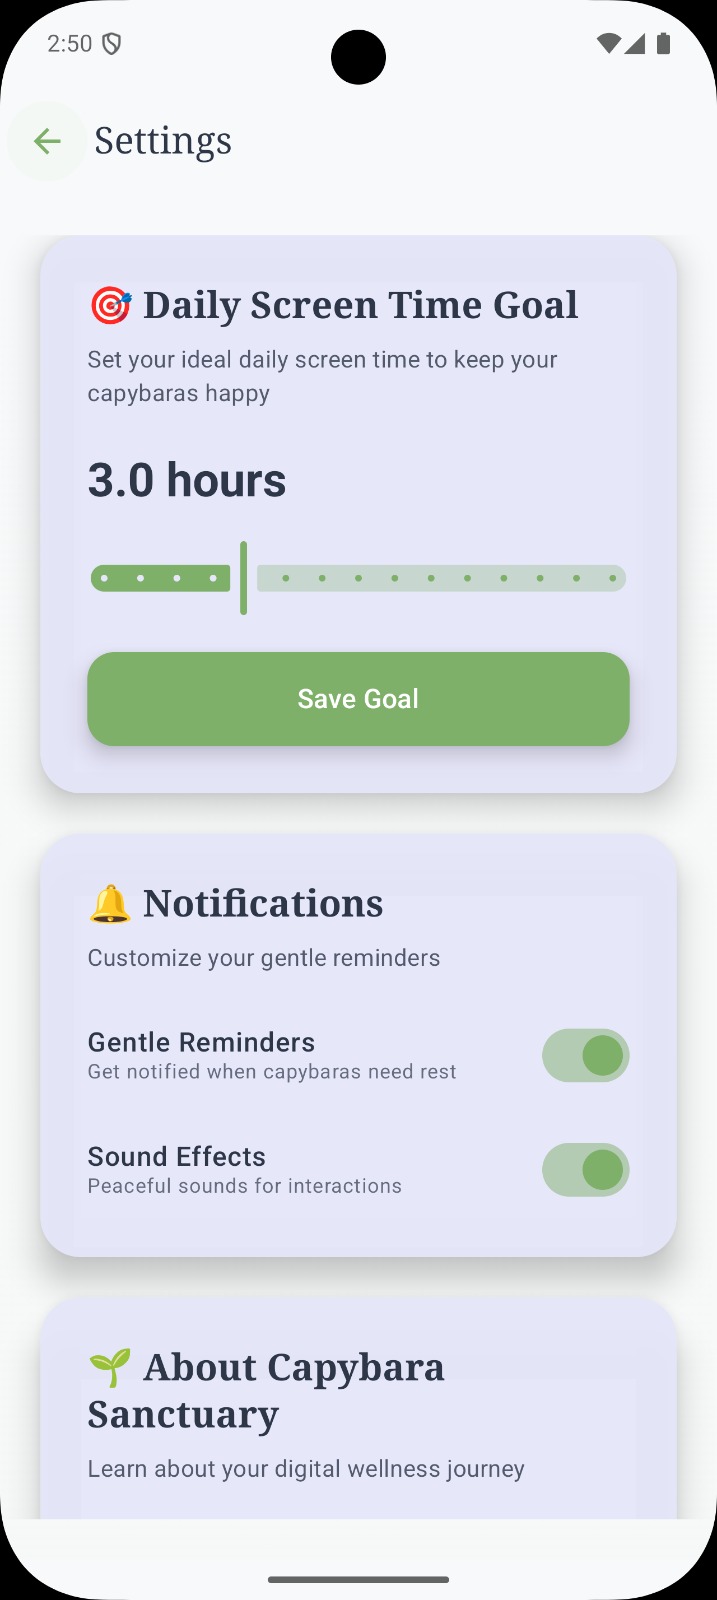 2:50
Settings
🎯 Daily Screen Time Goal
Set your ideal daily screen time to keep your
capybaras happy
3.0 hours
Save Goal
🔔 Notifications
Customize your gentle reminders
Gentle Reminders
Get notified when capybaras need rest
Sound Effects
Peaceful sounds for interactions
🌱 About Capybara
Sanctuary
Learn about your digital wellness journey